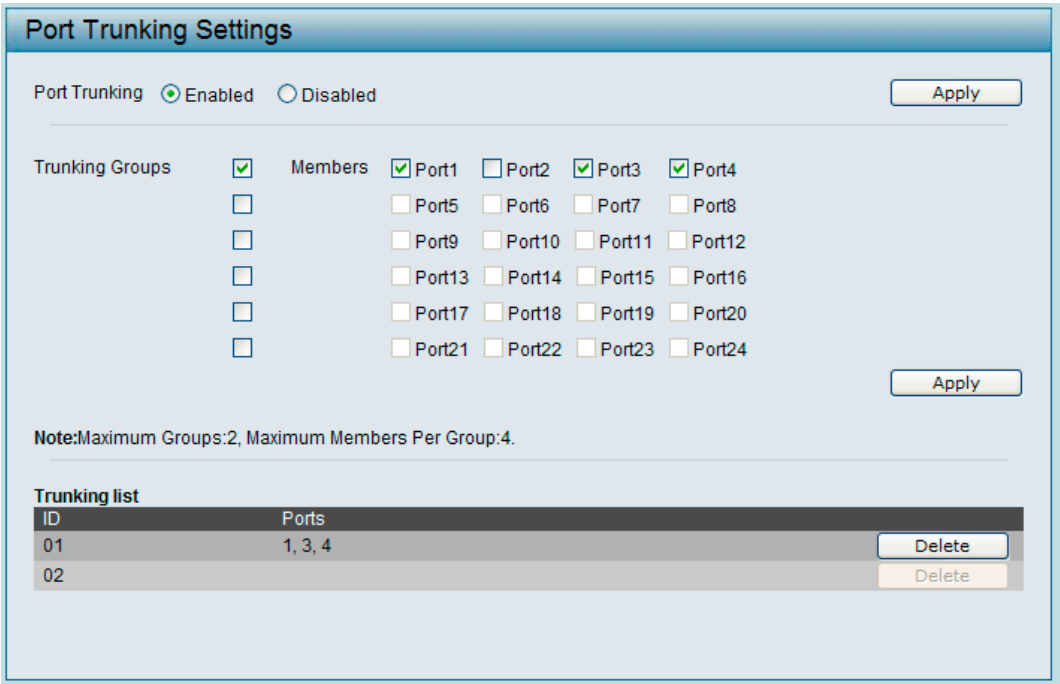 Port Trunking Settings
Port Trunking Enabled Disabled Apply
Trunking Groups Members Port1 Port2 Port3 Port4
Port5 Port6 Port7 Port8
Port9 Port10 Port11 Port12
Port13 Port14 Port15 Port16
Port17 Port18 Port19 Port20
Port21 Port22 Port23 Port24
Apply
Note:Maximum Groups:2, Maximum Members Per Group:4.
Trunking list
ID Ports
01 1, 3, 4 Delete
02 Delete